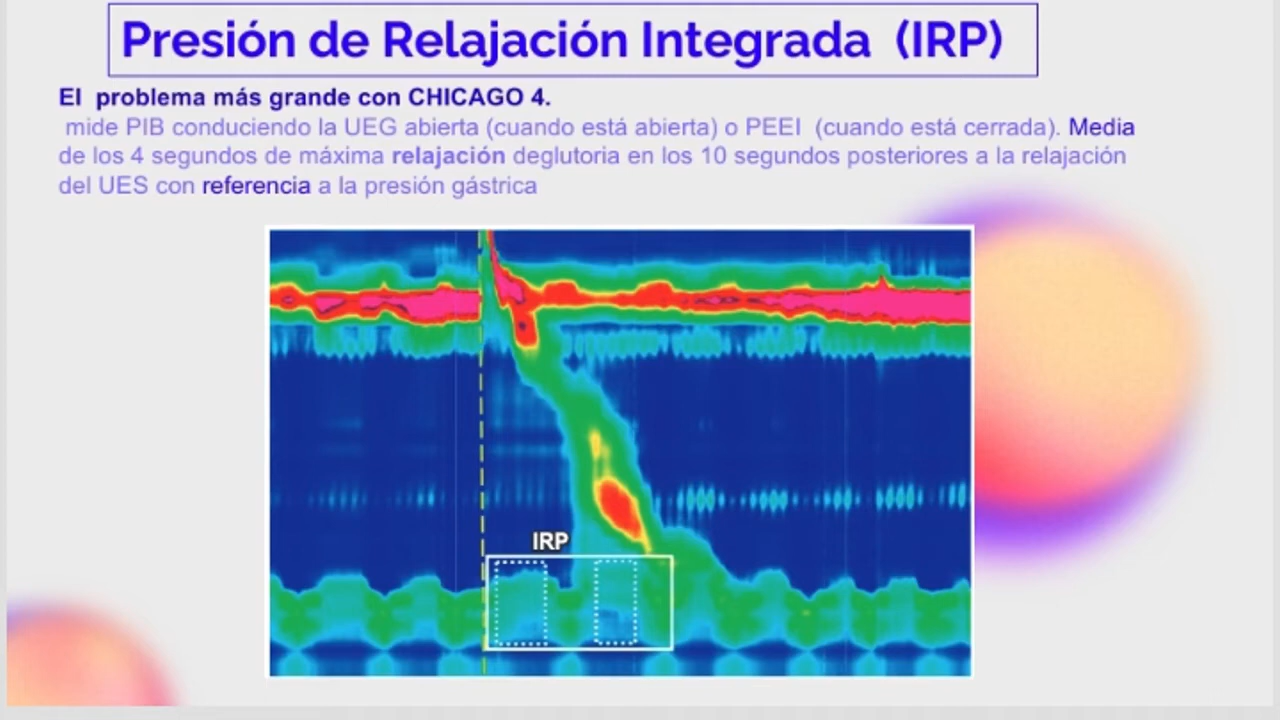 Presión de Relajación Integrada (IRP)
El problema más grande con CHICAGO 4.
mide PIB conduciendo la UEG abierta (cuando está abierta) o PEEI (cuando está cerrada). Media
de los 4 segundos de máxima relajación deglutoria en los 10 segundos posteriores a la relajación
del UES con referencia a la presión gástrica
IRP